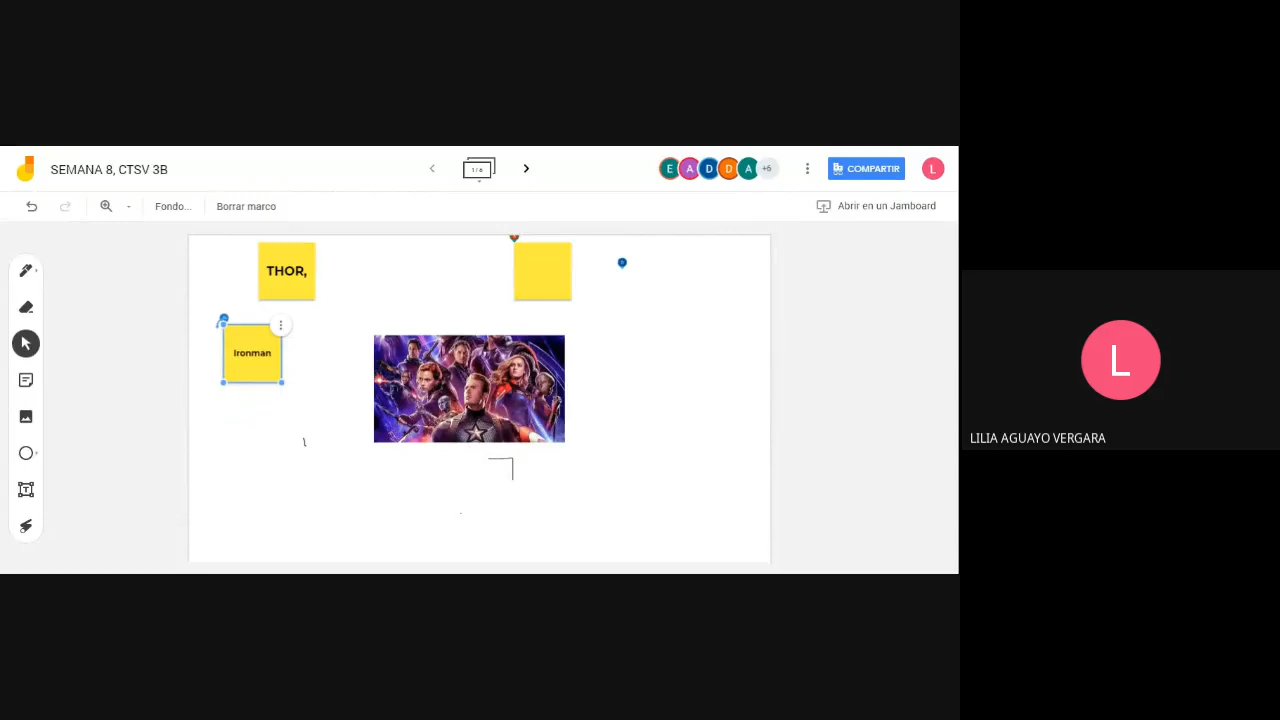 SEMANA 8, CTSV 3B
1 / 6
E A D D A +6
COMPARTIR
L
Fondo...
Borrar marco
Abrir en un Jamboard
THOR,
Ironman
T
L
LILIA AGUAYO VERGARA